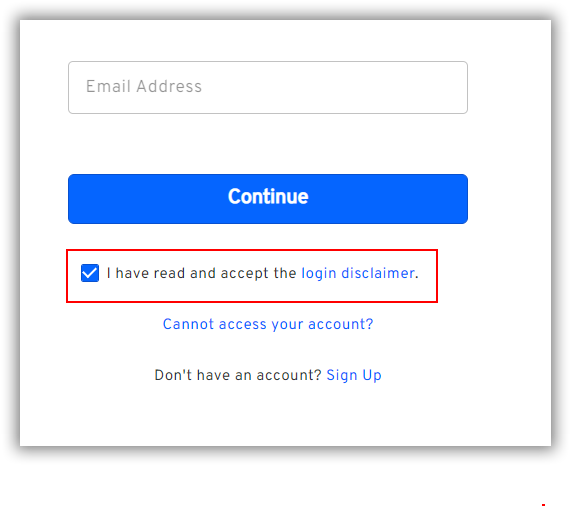 Email Address
Continue
I have read and accept the login disclaimer.
Cannot access your account?
Don't have an account? Sign Up